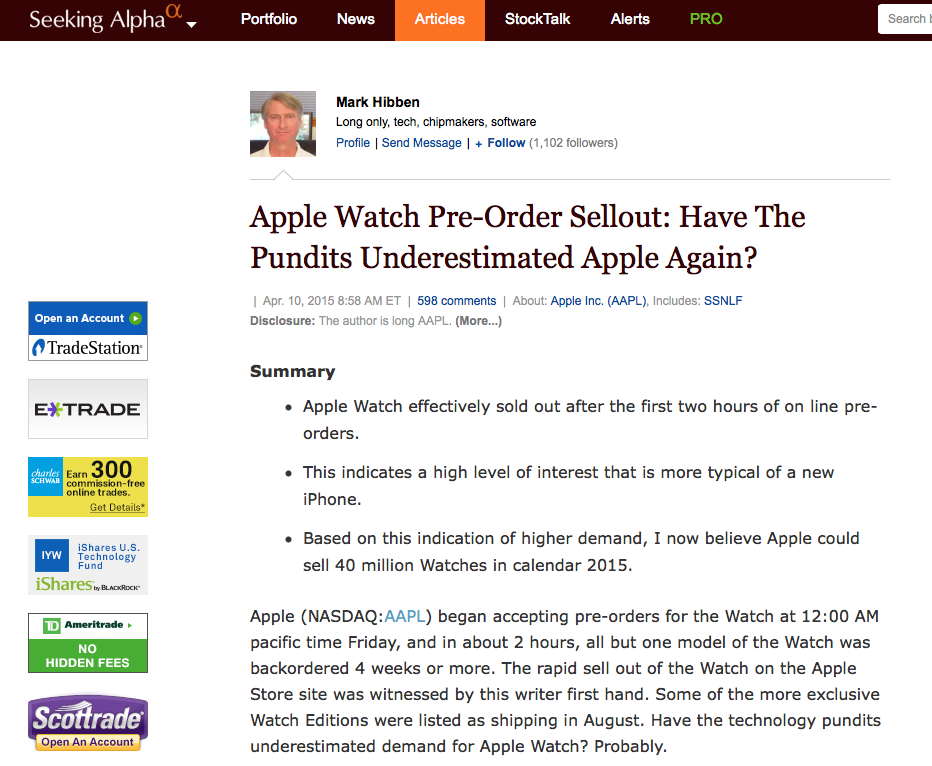 Seeking Alpha α
Portfolio News Articles StockTalk Alerts PRO
Search
Mark Hibben
Long only, tech, chipmakers, software
Profile | Send Message | + Follow (1,102 followers)
Apple Watch Pre-Order Sellout: Have The
Pundits Underestimated Apple Again?
| Apr. 10, 2015 8:58 AM ET | 598 comments | About: Apple Inc. (AAPL), Includes: SSNLF
Disclosure: The author is long AAPL. (More...)
Open an Account
TradeStation
E*TRADE
charles
SCHWAB
Earn 300
commission-free
online trades.
Get Details*
IYW
iShares U.S.
Technology
Fund
iShares by BLACKROCK
TD Ameritrade
NO
HIDDEN FEES
Scottrade
Open An Account
Summary
• Apple Watch effectively sold out after the first two hours of on line pre-
orders.
• This indicates a high level of interest that is more typical of a new
iPhone.
• Based on this indication of higher demand, I now believe Apple could
sell 40 million Watches in calendar 2015.
Apple (NASDAQ:AAPL) began accepting pre-orders for the Watch at 12:00 AM
pacific time Friday, and in about 2 hours, all but one model of the Watch was
backordered 4 weeks or more. The rapid sell out of the Watch on the Apple
Store site was witnessed by this writer first hand. Some of the more exclusive
Watch Editions were listed as shipping in August. Have the technology pundits
underestimated demand for Apple Watch? Probably.